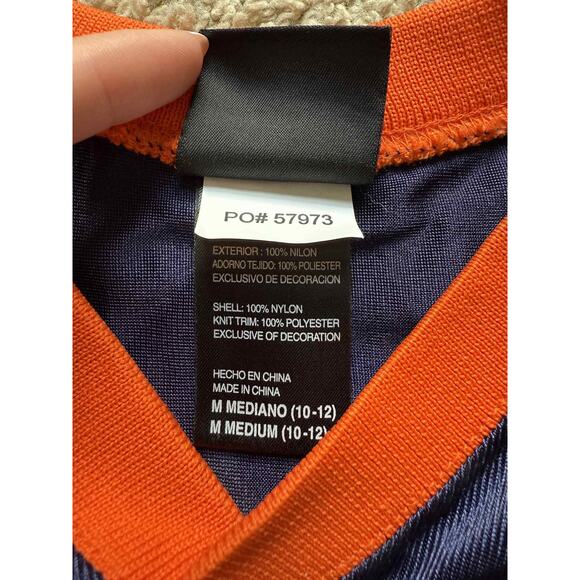 PO# 57973
EXTERIOR : 100% NILON
ADORNO TEJIDO: 100% POLIESTER
EXCLUSIVO DE DECORACION
SHELL: 100% NYLON
KNIT TRIM: 100% POLYESTER
EXCLUSIVE OF DECORATION
HECHO EN CHINA
MADE IN CHINA
M MEDIANO (10-12)
M MEDIUM (10-12)